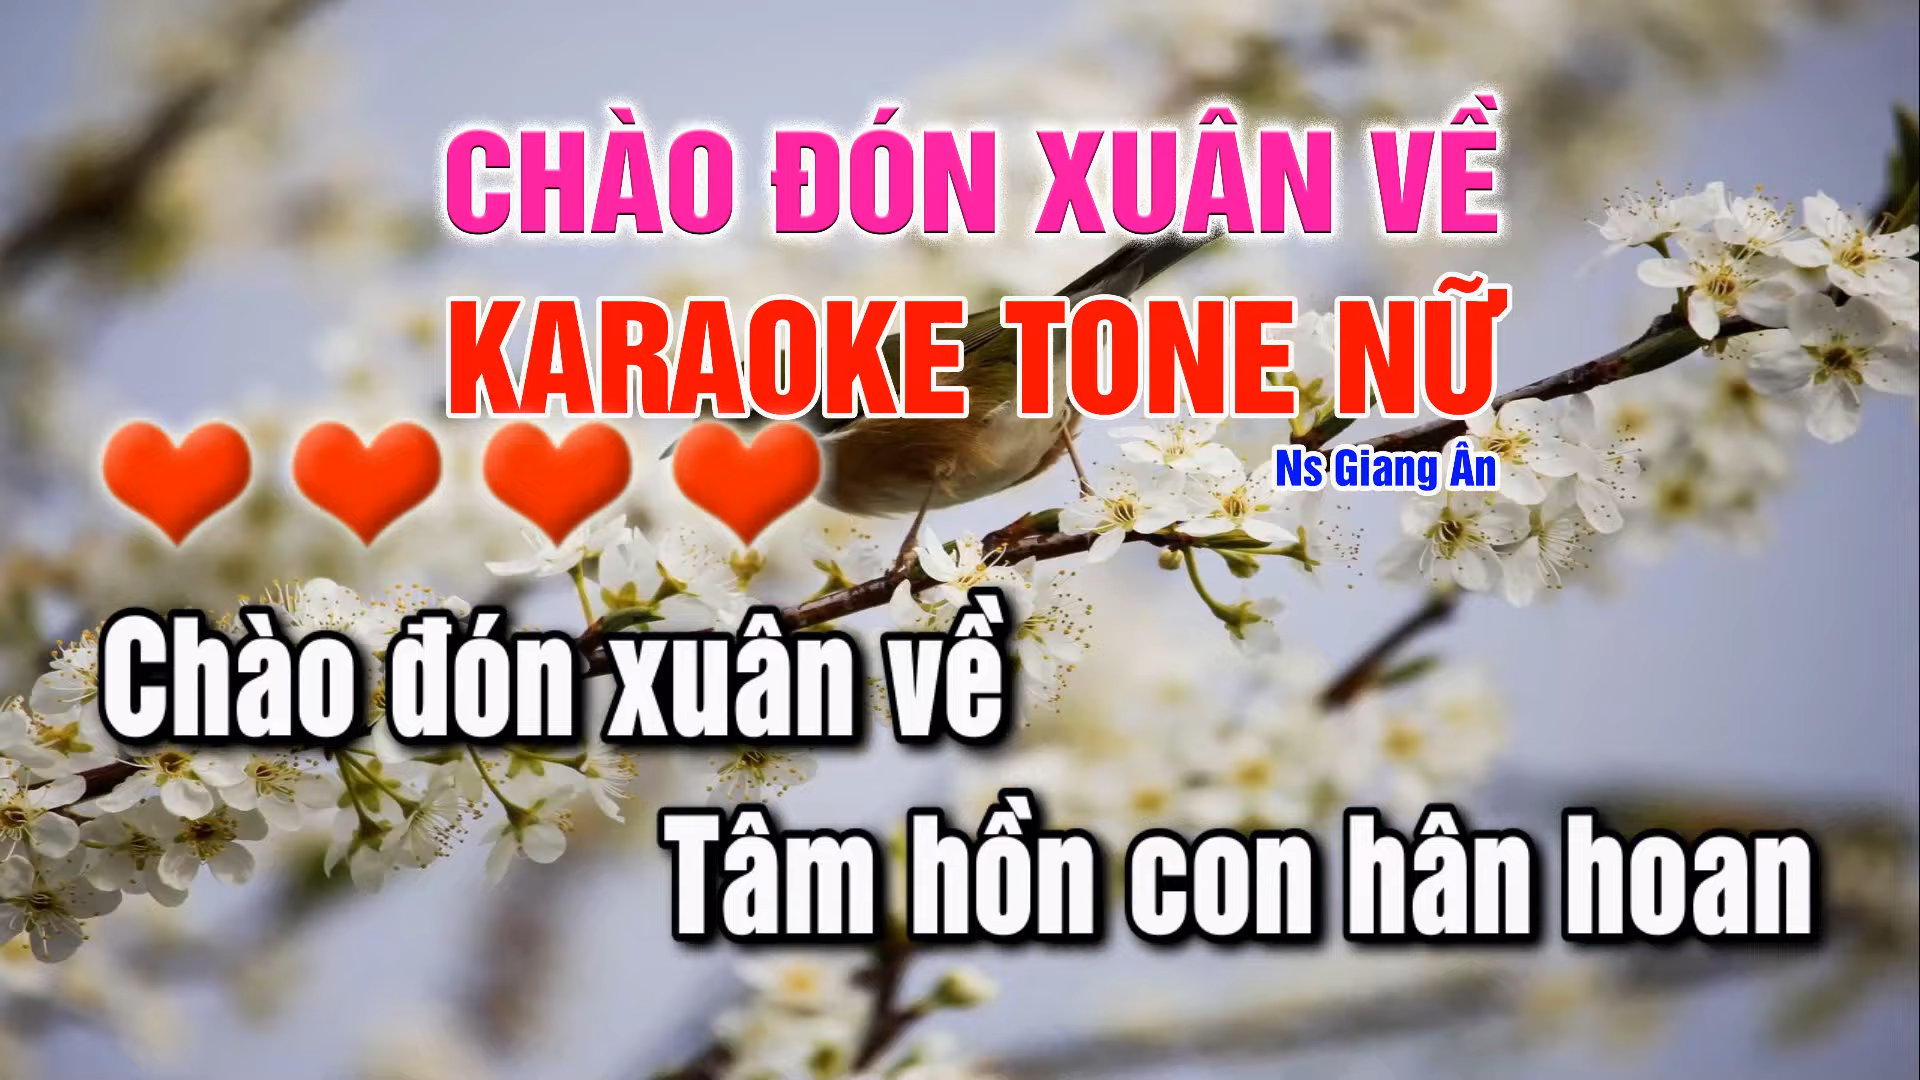 CHÀO ĐÓN XUÂN VỀ
KARAOKE TONE NỮ
Ns Giang Ân
Chào đón xuân về
Tâm hồn con hân hoan